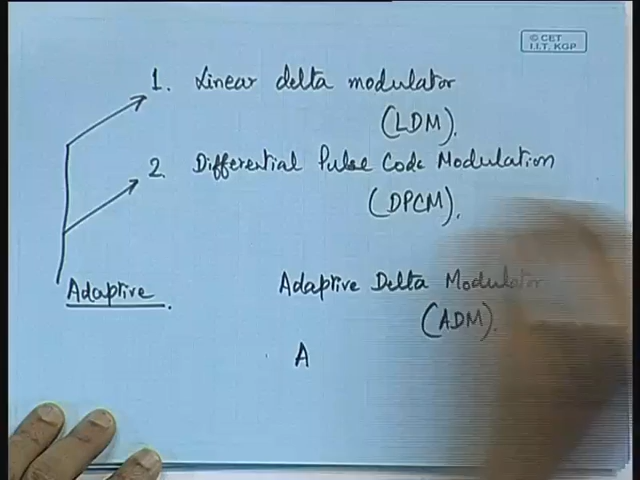 © CET
I.I.T. KGP
1. Linear delta modulator
(LDM).
2. Differential Pulse Code Modulation
(DPCM).
Adaptive
Adaptive Delta Modulator
(ADM).
A